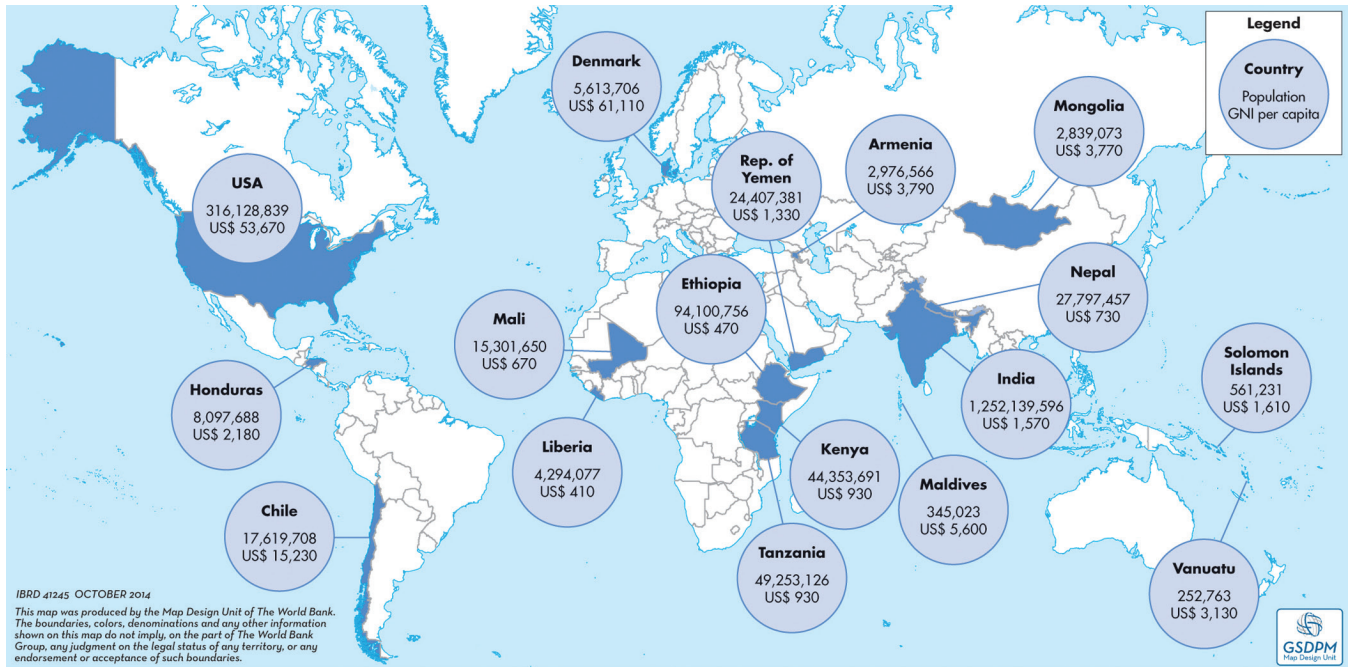 Legend
Country
Population
GNI per capita
Denmark
5,613,706
US$ 61,110
Mongolia
2,839,073
US$ 3,770
Armenia
2,976,566
US$ 3,790
Rep. of
Yemen
24,407,381
US$ 1,330
USA
316,128,839
US$ 53,670
Ethiopia
94,100,756
US$ 470
Nepal
27,797,457
US$ 730
Mali
15,301,650
US$ 670
Solomon
Islands
561,231
US$ 1,610
Honduras
8,097,688
US$ 2,180
India
1,252,139,596
US$ 1,570
Liberia
4,294,077
US$ 410
Kenya
44,353,691
US$ 930
Maldives
345,023
US$ 5,600
Chile
17,619,708
US$ 15,230
Tanzania
49,253,126
US$ 930
Vanuatu
252,763
US$ 3,130
IBRD 41245 OCTOBER 2014
This map was produced by the Map Design Unit of The World Bank.
The boundaries, colors, denominations and any other information
shown on this map do not imply, on the part of The World Bank
Group, any judgment on the legal status of any territory, or any
endorsement or acceptance of such boundaries.
GSDPM
Map Design Unit